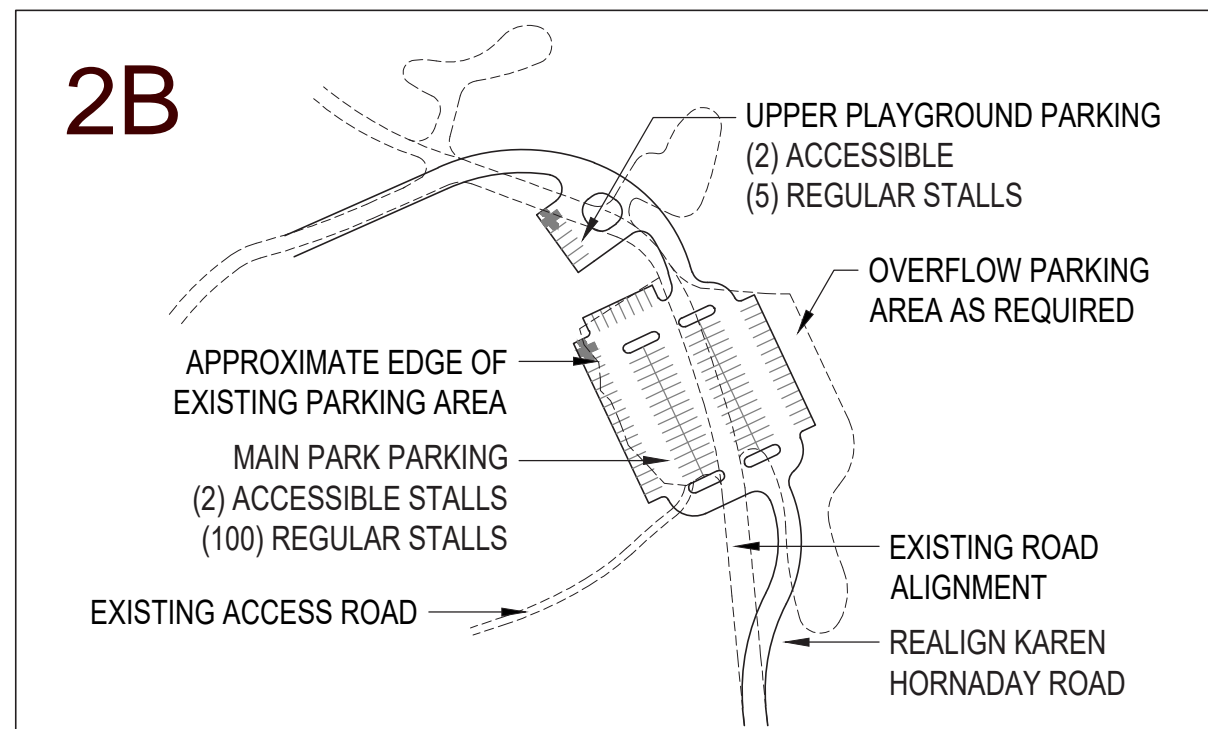 2B
UPPER PLAYGROUND PARKING
(2) ACCESSIBLE
(5) REGULAR STALLS
OVERFLOW PARKING
AREA AS REQUIRED
APPROXIMATE EDGE OF
EXISTING PARKING AREA
MAIN PARK PARKING
(2) ACCESSIBLE STALLS
(100) REGULAR STALLS
EXISTING ACCESS ROAD
EXISTING ROAD
ALIGNMENT
REALIGN KAREN
HORNADAY ROAD